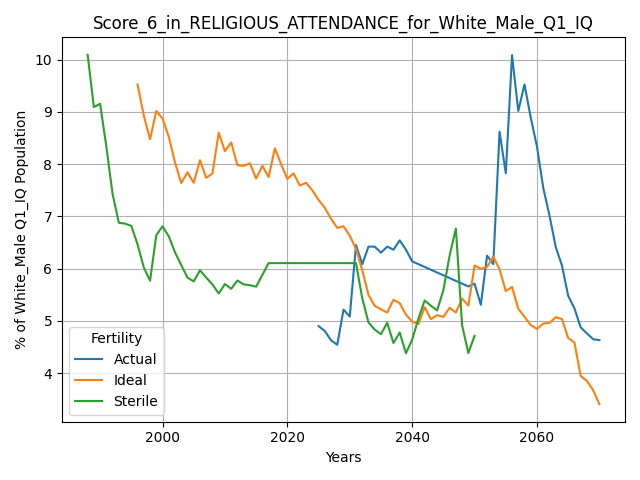 Score_6_in_RELIGIOUS_ATTENDANCE_for_White_Male_Q1_IQ
% of White_Male Q1_IQ Population
10
9
8
7
6
5
4
Fertility
Actual
Ideal
Sterile
2000
2020
2040
2060
Years